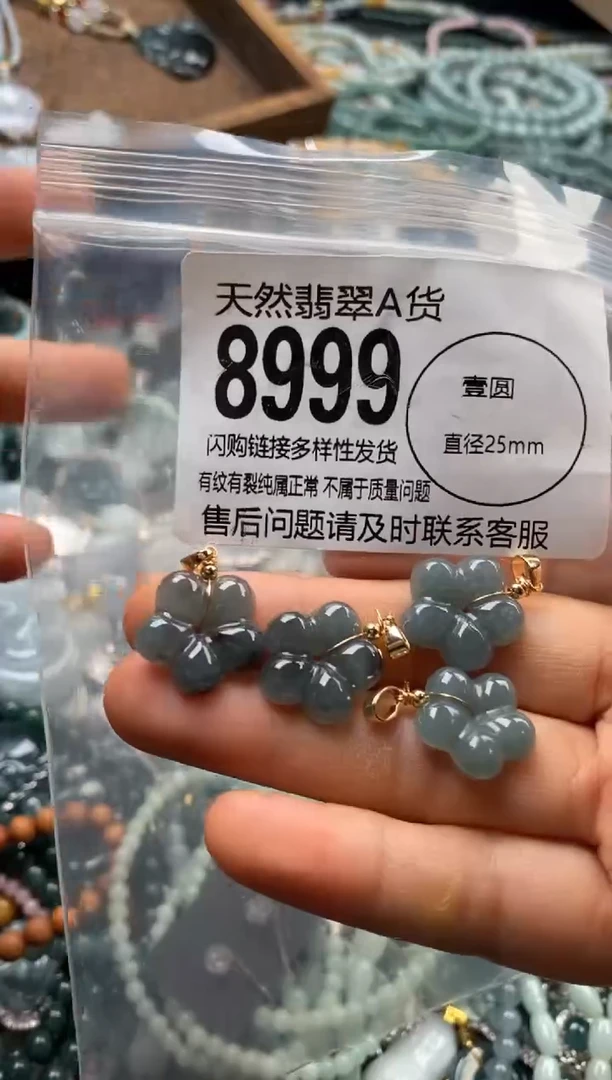 天然翡翠A货
8999
壹圆
直径25mm
闪购链接多样性发货
有纹有裂纯属正常 不属于质量问题
售后问题请及时联系客服